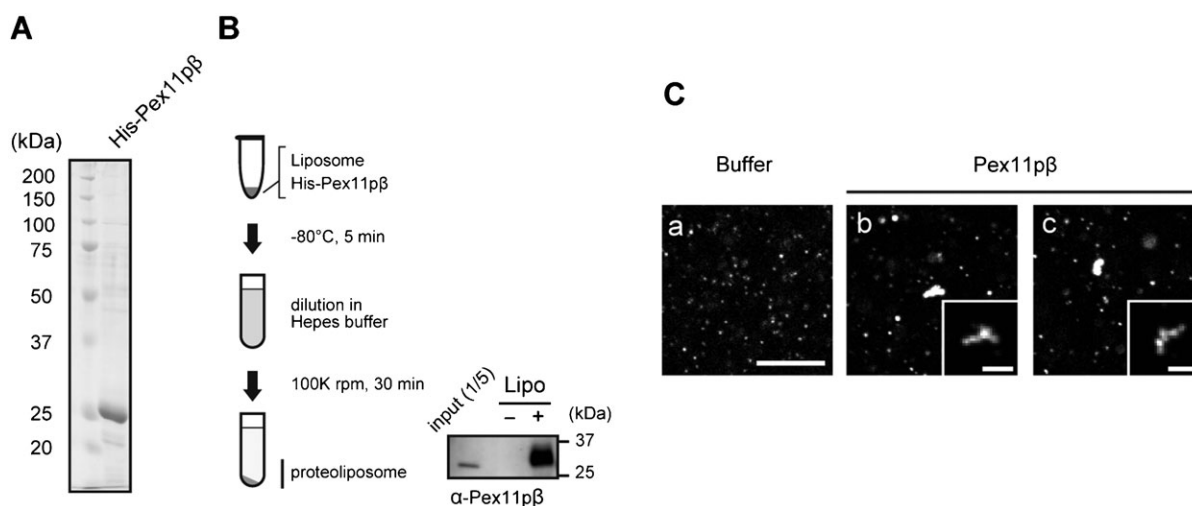 A
(kDa)
His-Pex11pβ
200
150
100
75
50
37
25
20
B
Liposome
His-Pex11pβ
-80°C, 5 min
dilution in
Hepes buffer
100K rpm, 30 min
proteoliposome
input (1/5)
Lipo
– +
(kDa)
37
25
α-Pex11pβ
C
Buffer
Pex11pβ
a
b
c